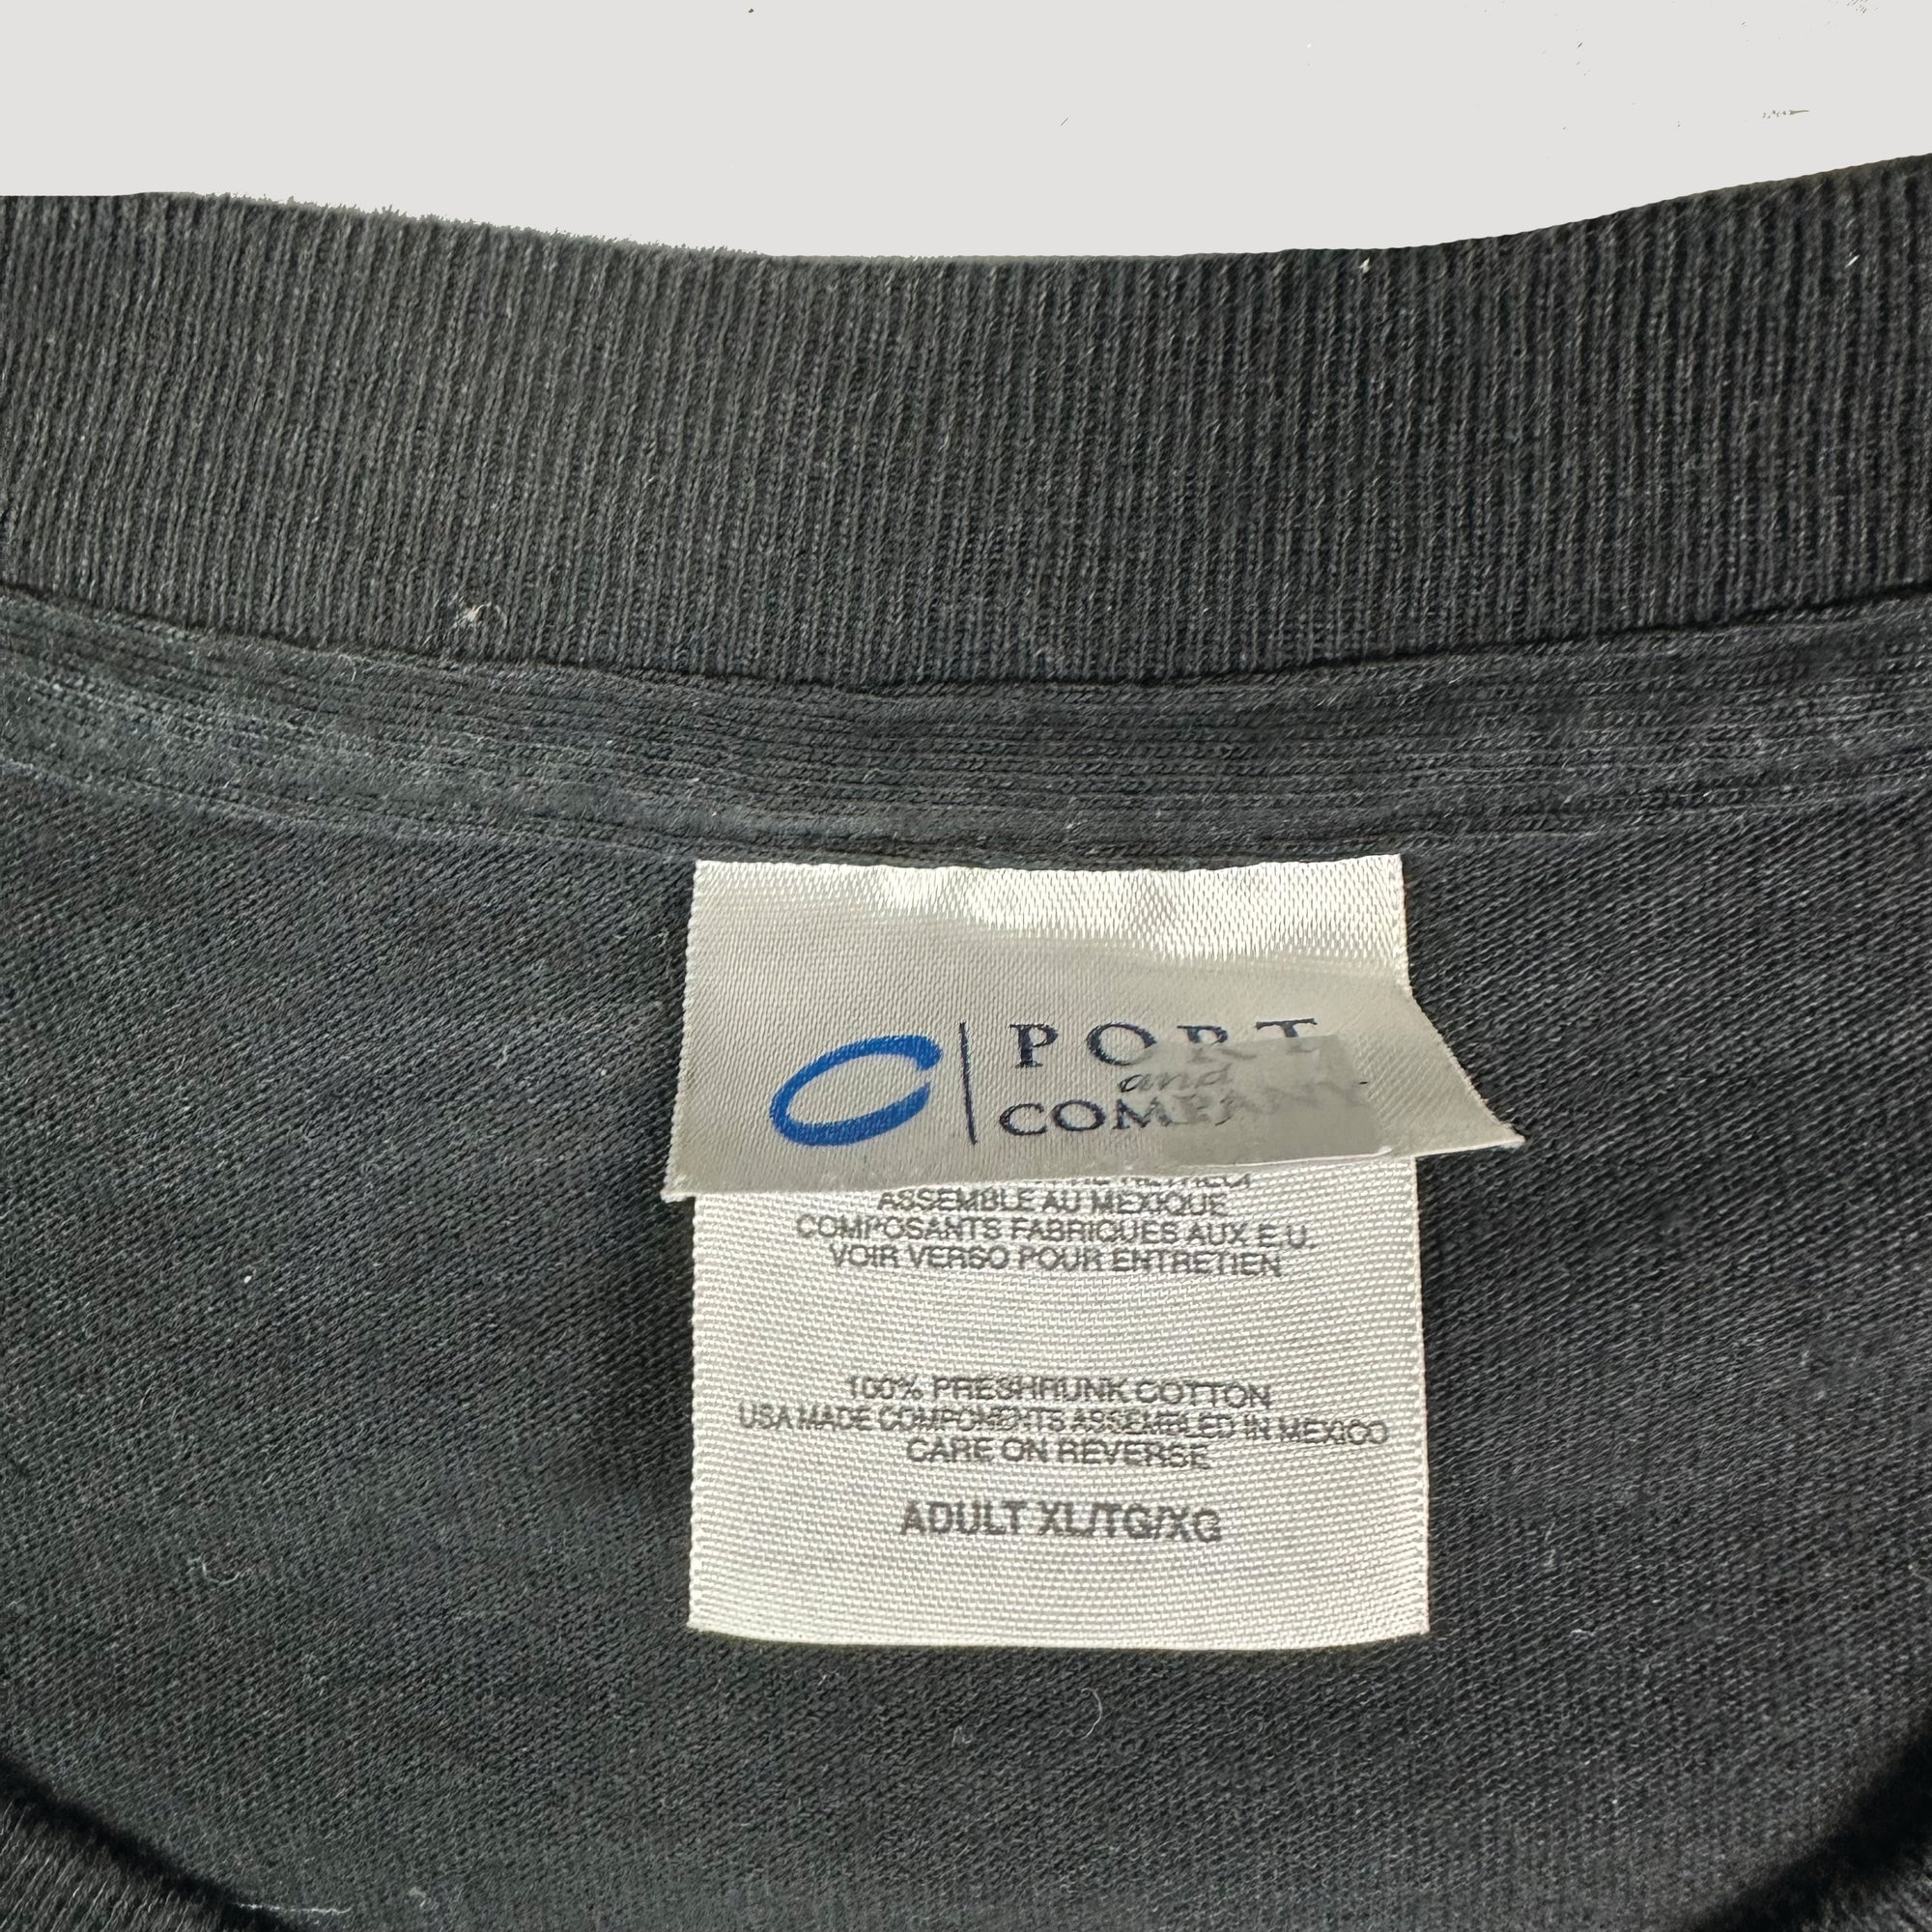 PORT
and
COMPANY
ASSEMBLE AU MEXIQUE
COMPOSANTS FABRIQUES AUX E.U.
VOIR VERSO POUR ENTRETIEN
100% PRESHRUNK COTTON
USA MADE COMPONENTS ASSEMBLED IN MEXICO
CARE ON REVERSE
ADULT XL/TG/XG